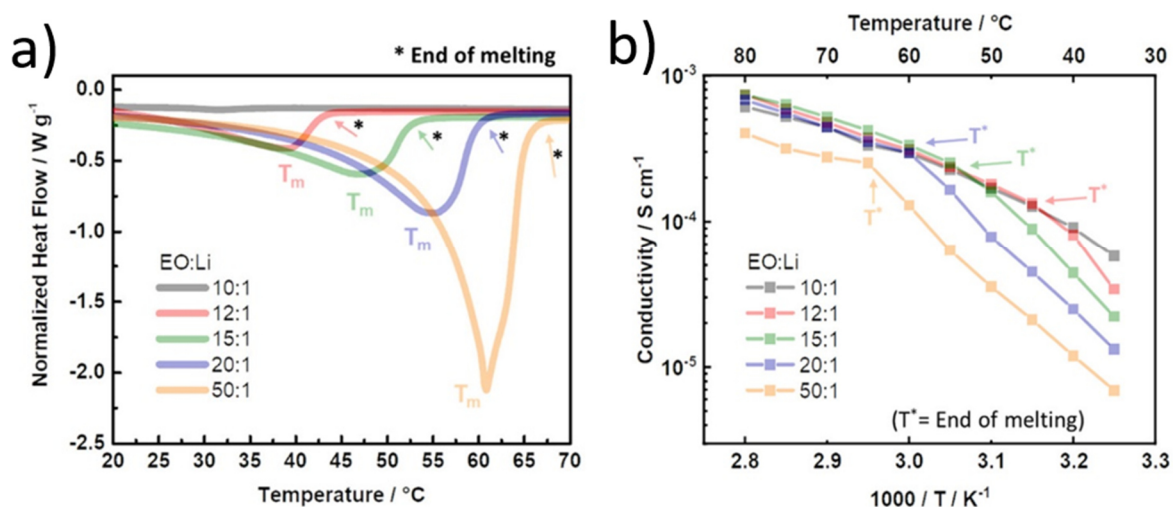 a)
* End of melting
0.0
-0.5
-1.0
-1.5
-2.0
-2.5
Normalized Heat Flow / W g⁻¹
*
*
*
*
Tₘ
Tₘ
Tₘ
Tₘ
EO:Li
10:1
12:1
15:1
20:1
50:1
20 25 30 35 40 45 50 55 60 65 70
Temperature / °C
b)
Temperature / °C
80 70 60 50 40 30
10⁻³
10⁻⁴
10⁻⁵
Conductivity / S cm⁻¹
T*
T*
T*
T*
EO:Li
10:1
12:1
15:1
20:1
50:1
(T*= End of melting)
2.8 2.9 3.0 3.1 3.2 3.3
1000 / T / K⁻¹